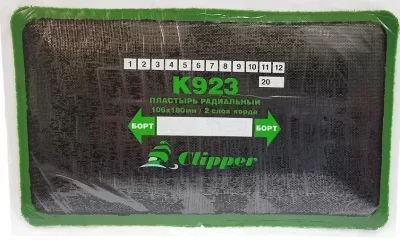 1 2 3 4 5 6 7 8 9 10 11 12
20
K923
ПЛАСТЫРЬ РАДИАЛЬНЫЙ
106x180мм / 2 слоя корда
БОРТ БОРТ
Clipper